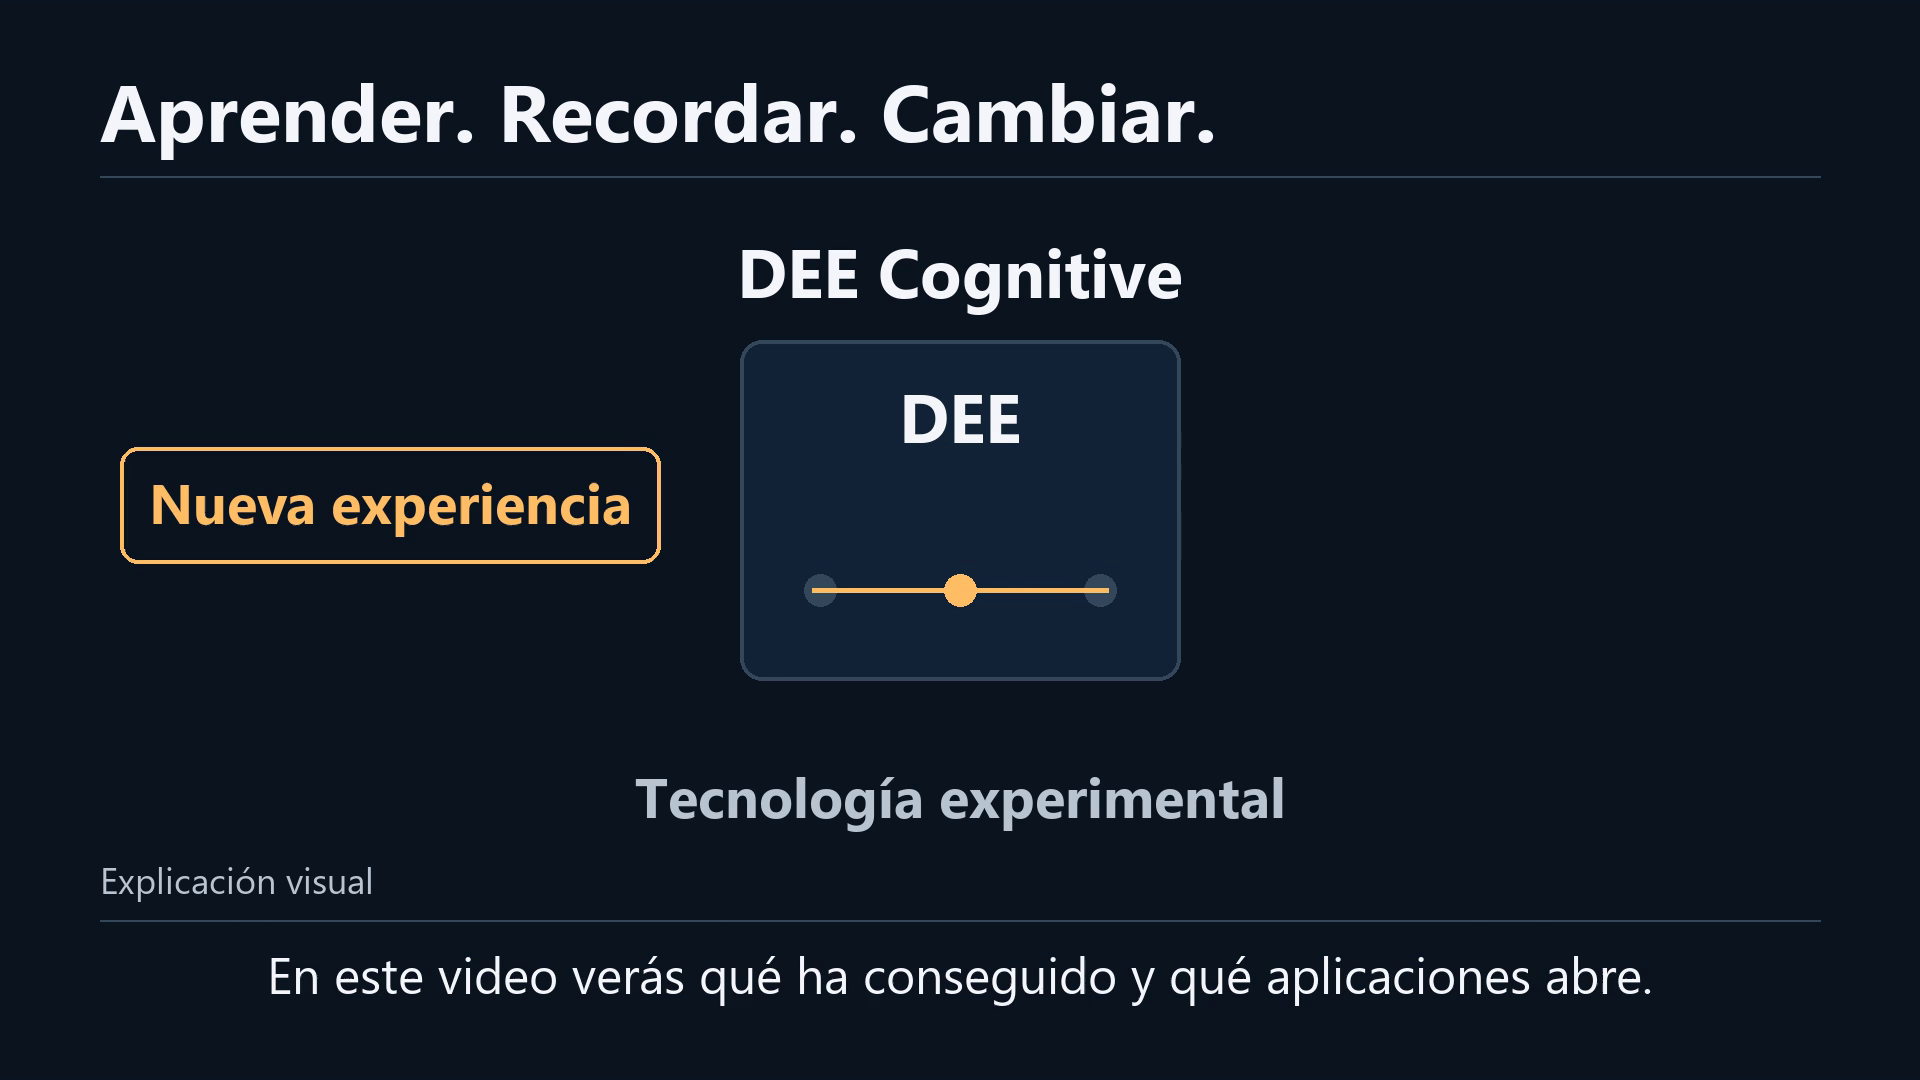 Aprender. Recordar. Cambiar.
DEE Cognitive
DEE
Nueva experiencia
Tecnología experimental
Explicación visual
En este video verás qué ha conseguido y qué aplicaciones abre.